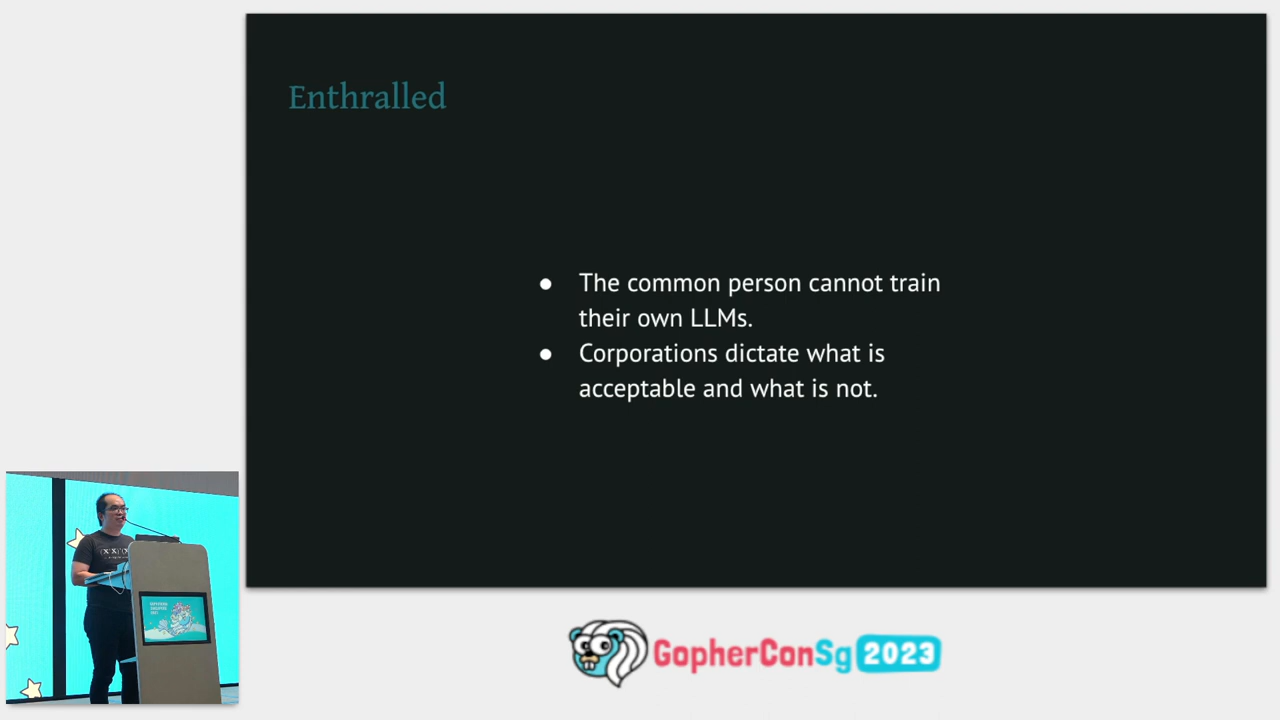 Enthralled
● The common person cannot train
their own LLMs.
● Corporations dictate what is
acceptable and what is not.
GopherConSg 2023